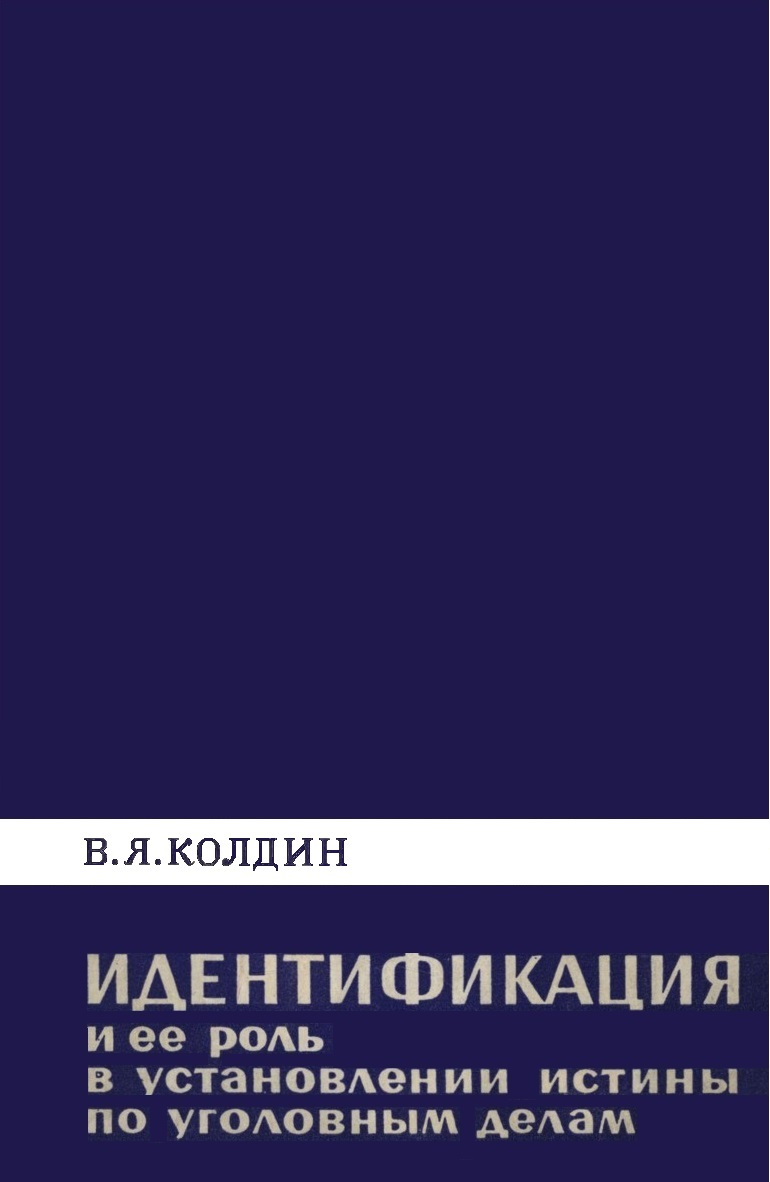 В.Я.КОЛДИН
ИДЕНТИФИКАЦИЯ
и ее роль
в установлении истины
по уголовным делам